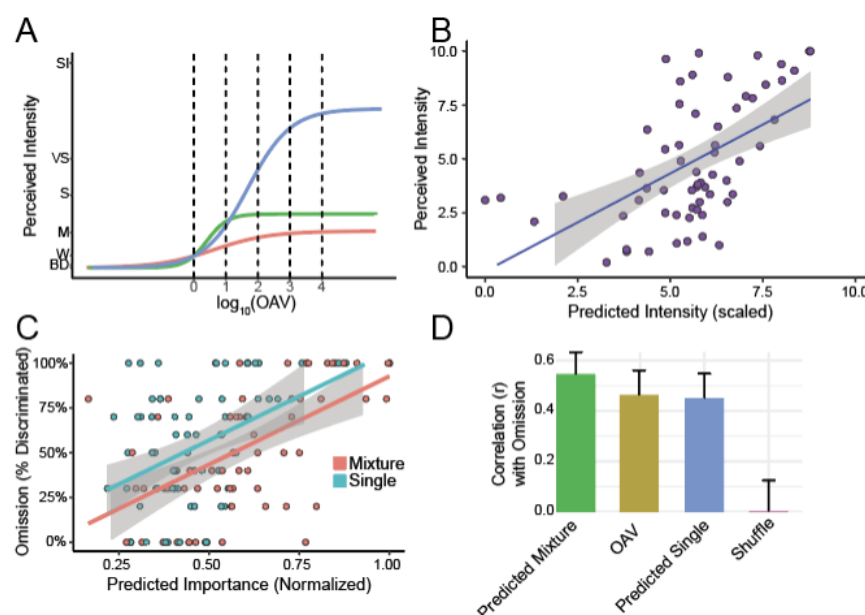 A
SI
VS
S
M
W
BD
Perceived Intensity
0 1 2 3 4
log10(OAV)
B
10.0
7.5
5.0
2.5
0.0
Perceived Intensity
0.0 2.5 5.0 7.5 10.0
Predicted Intensity (scaled)
C
100%
75%
50%
25%
0%
Omission (% Discriminated)
Mixture
Single
0.25 0.50 0.75 1.00
Predicted Importance (Normalized)
D
0.6
0.4
0.2
0.0
Correlation (r)
with Omission
Predicted Mixture
OAV
Predicted Single
Shuffle